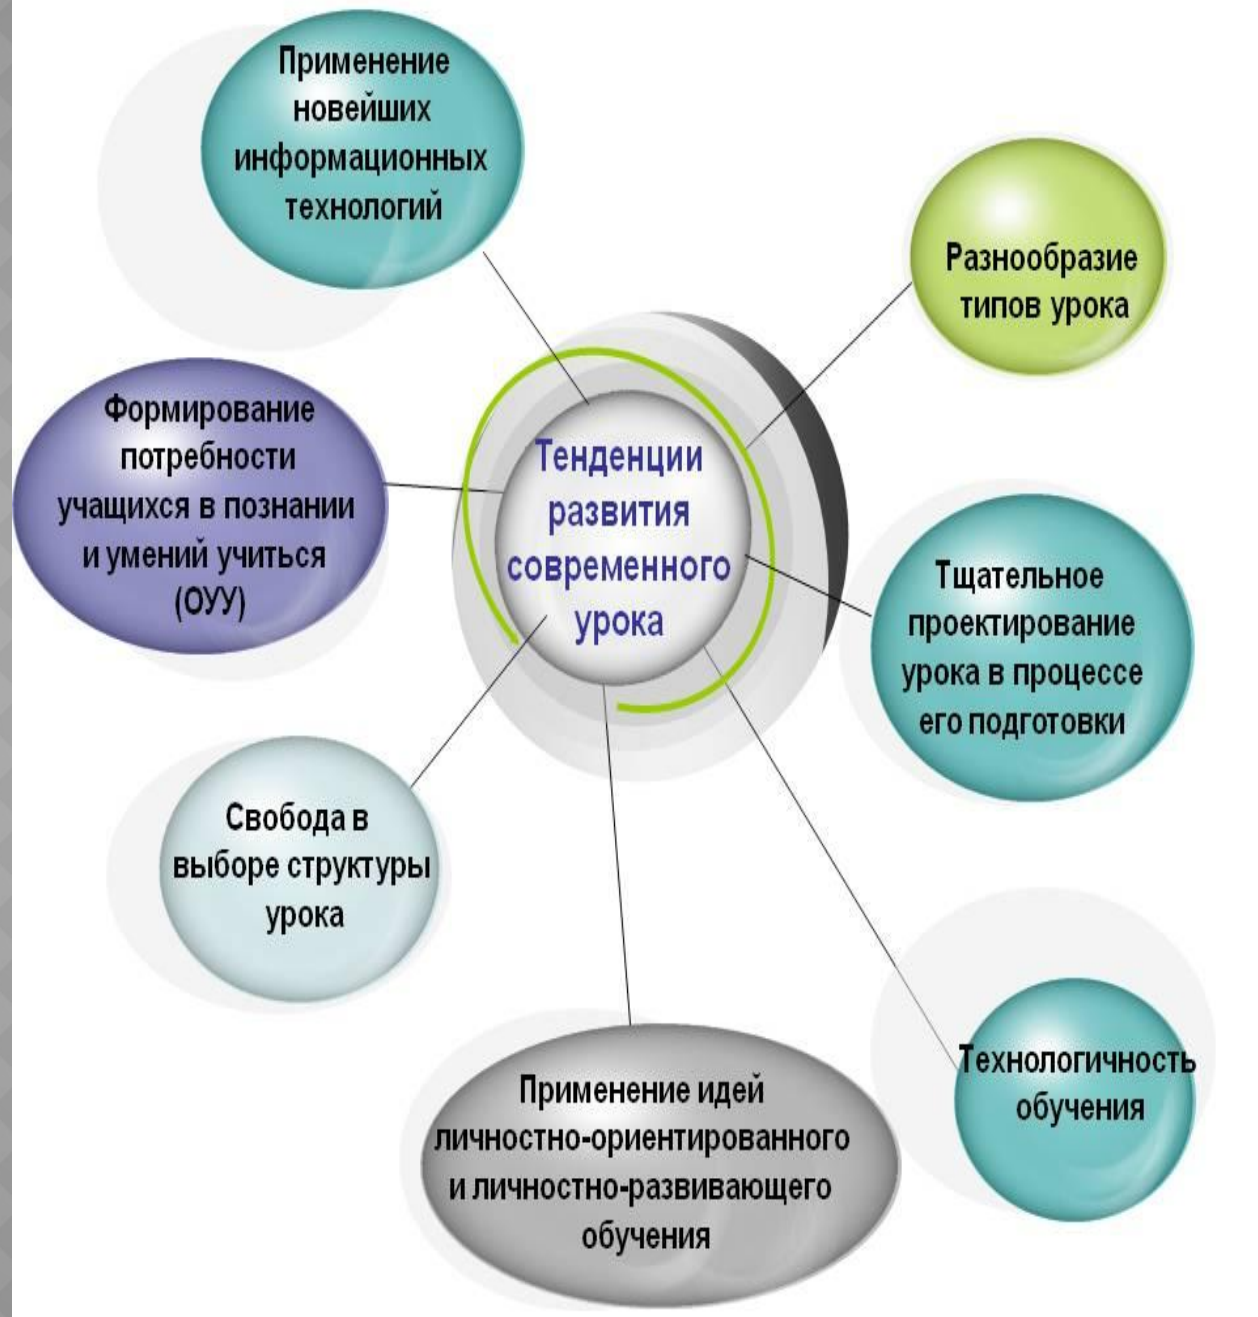 Применение
новейших
информационных
технологий
Разнообразие
типов урока
Формирование
потребности
учащихся в познании
и умений учиться
(ОУУ)
Тенденции
развития
современного
урока
Тщательное
проектирование
урока в процессе
его подготовки
Свобода в
выборе структуры
урока
Технологичность
обучения
Применение идей
личностно-ориентированного
и личностно-развивающего
обучения